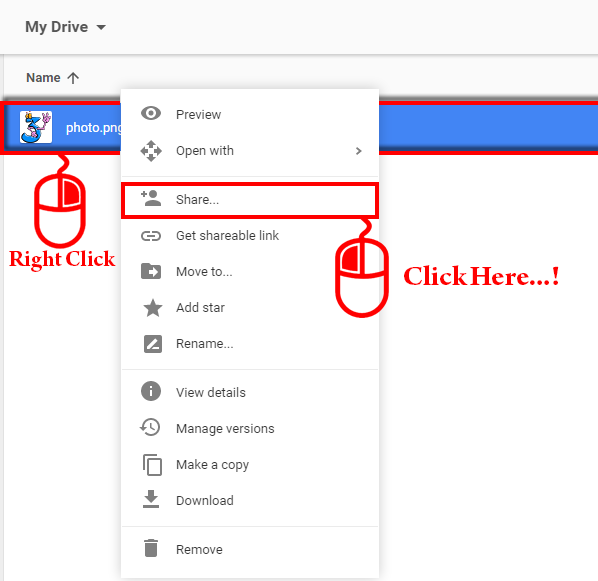 My Drive
Name
photo.png
Preview
Open with
Share...
Get shareable link
Right Click
Click Here...!
Move to...
Add star
Rename...
View details
Manage versions
Make a copy
Download
Remove